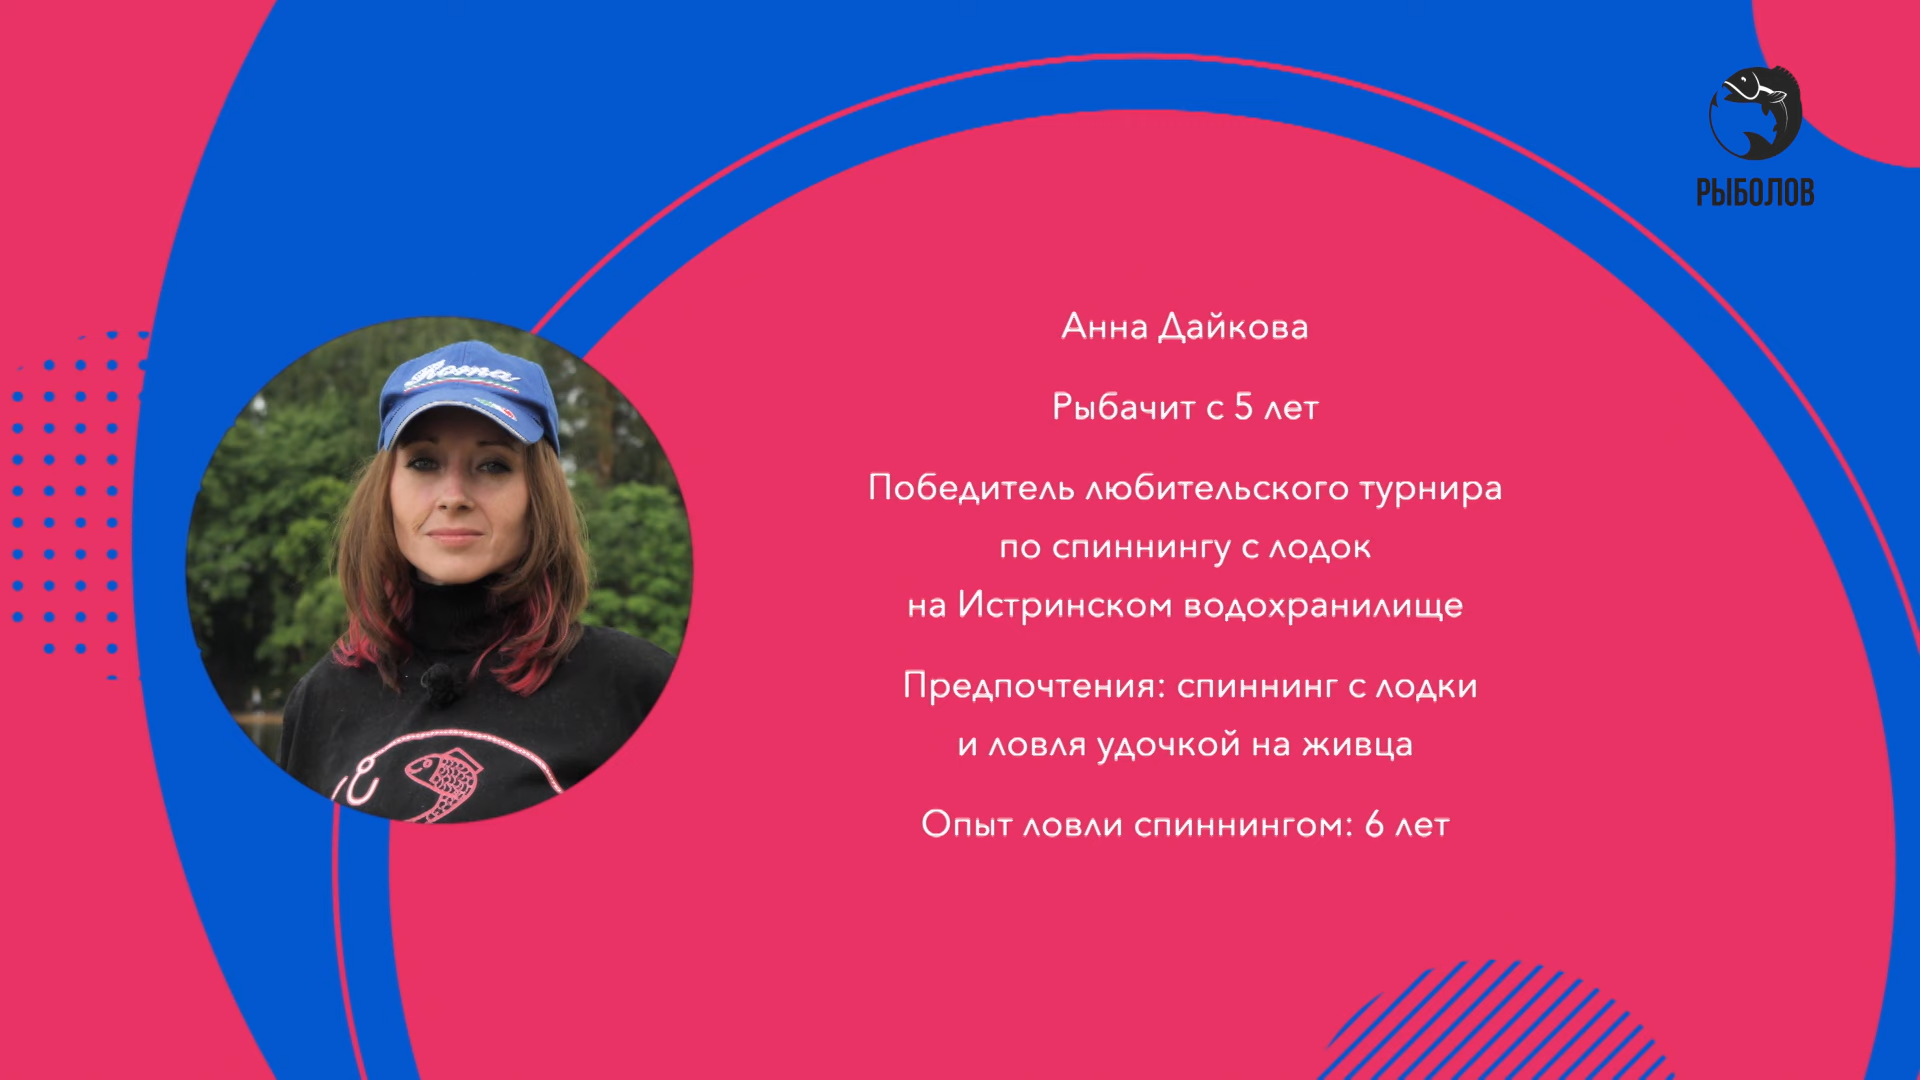 РЫБОЛОВ
Roma
Анна Дайкова
Рыбачит с 5 лет
Победитель любительского турнира
по спиннингу с лодок
на Истринском водохранилище
Предпочтения: спиннинг с лодки
и ловля удочкой на живца
Опыт ловли спиннингом: 6 лет